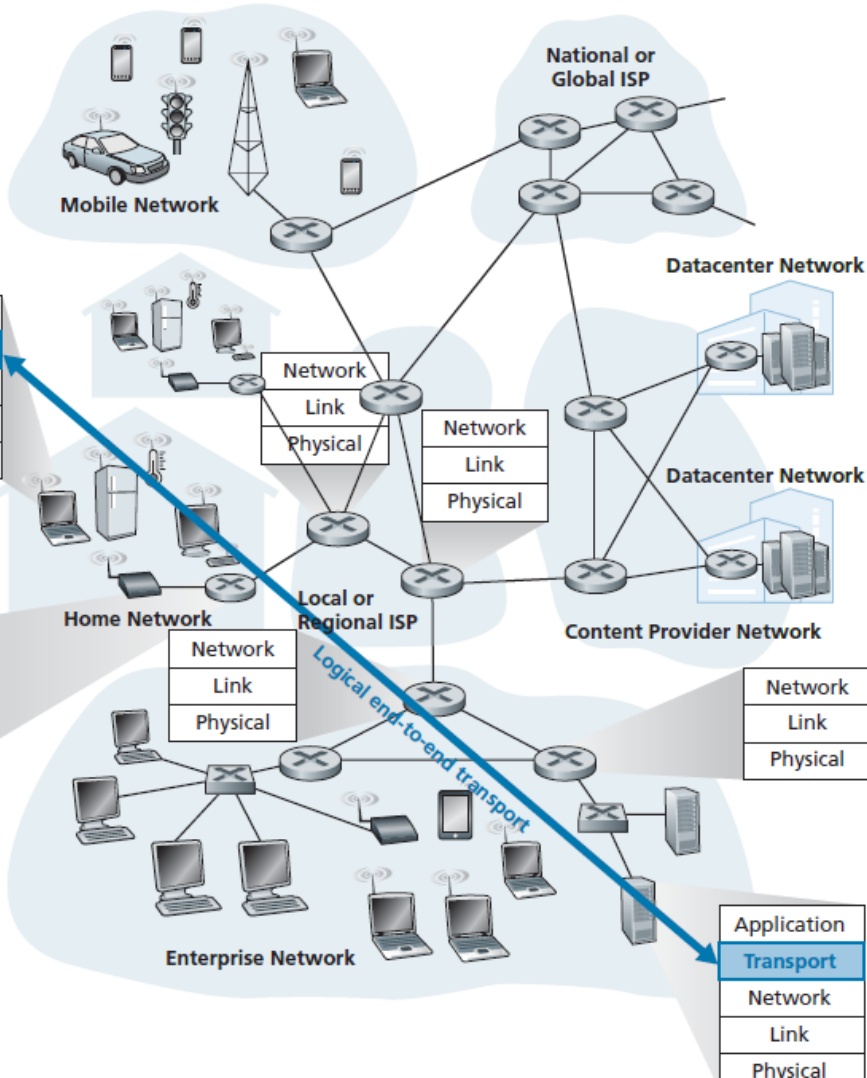 National or
Global ISP
Mobile Network
Datacenter Network
Network
Link
Physical
Network
Link
Physical
Datacenter Network
Home Network
Local or
Regional ISP
Content Provider Network
Network
Link
Physical
Logical end-to-end transport
Network
Link
Physical
Enterprise Network
Application
Transport
Network
Link
Physical